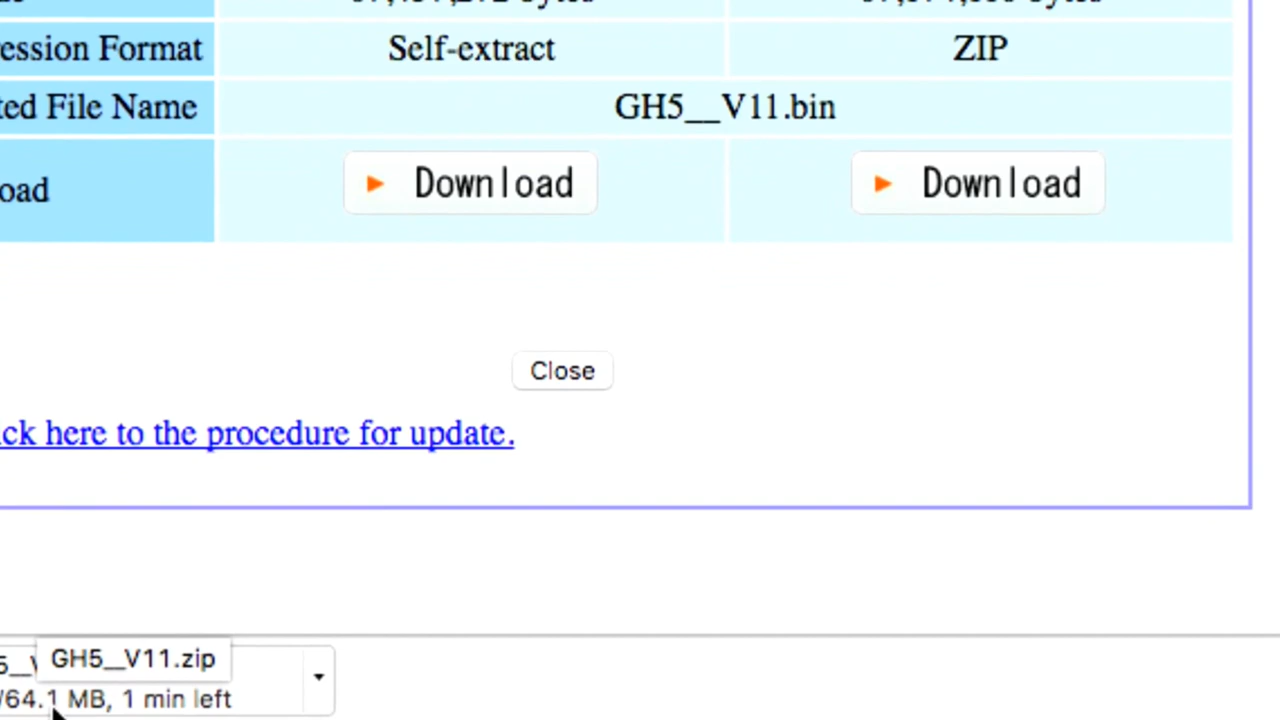 ession Format Self-extract ZIP
ted File Name GH5__V11.bin
oad Download Download
Close
ck here to the procedure for update.
GH5__V11.zip
/64.1 MB, 1 min left